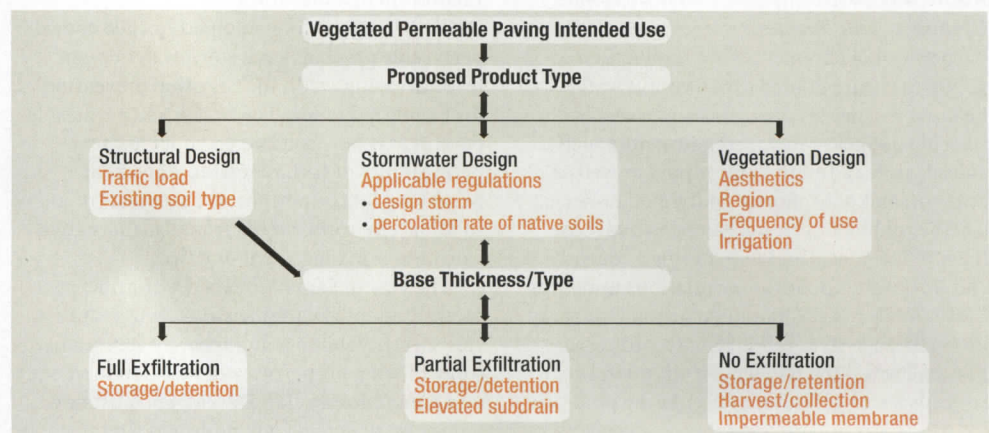 Vegetated Permeable Paving Intended Use
Proposed Product Type
Structural Design
Traffic load
Existing soil type
Stormwater Design
Applicable regulations
• design storm
• percolation rate of native soils
Vegetation Design
Aesthetics
Region
Frequency of use
Irrigation
Base Thickness/Type
Full Exfiltration
Storage/detention
Partial Exfiltration
Storage/detention
Elevated subdrain
No Exfiltration
Storage/retention
Harvest/collection
Impermeable membrane